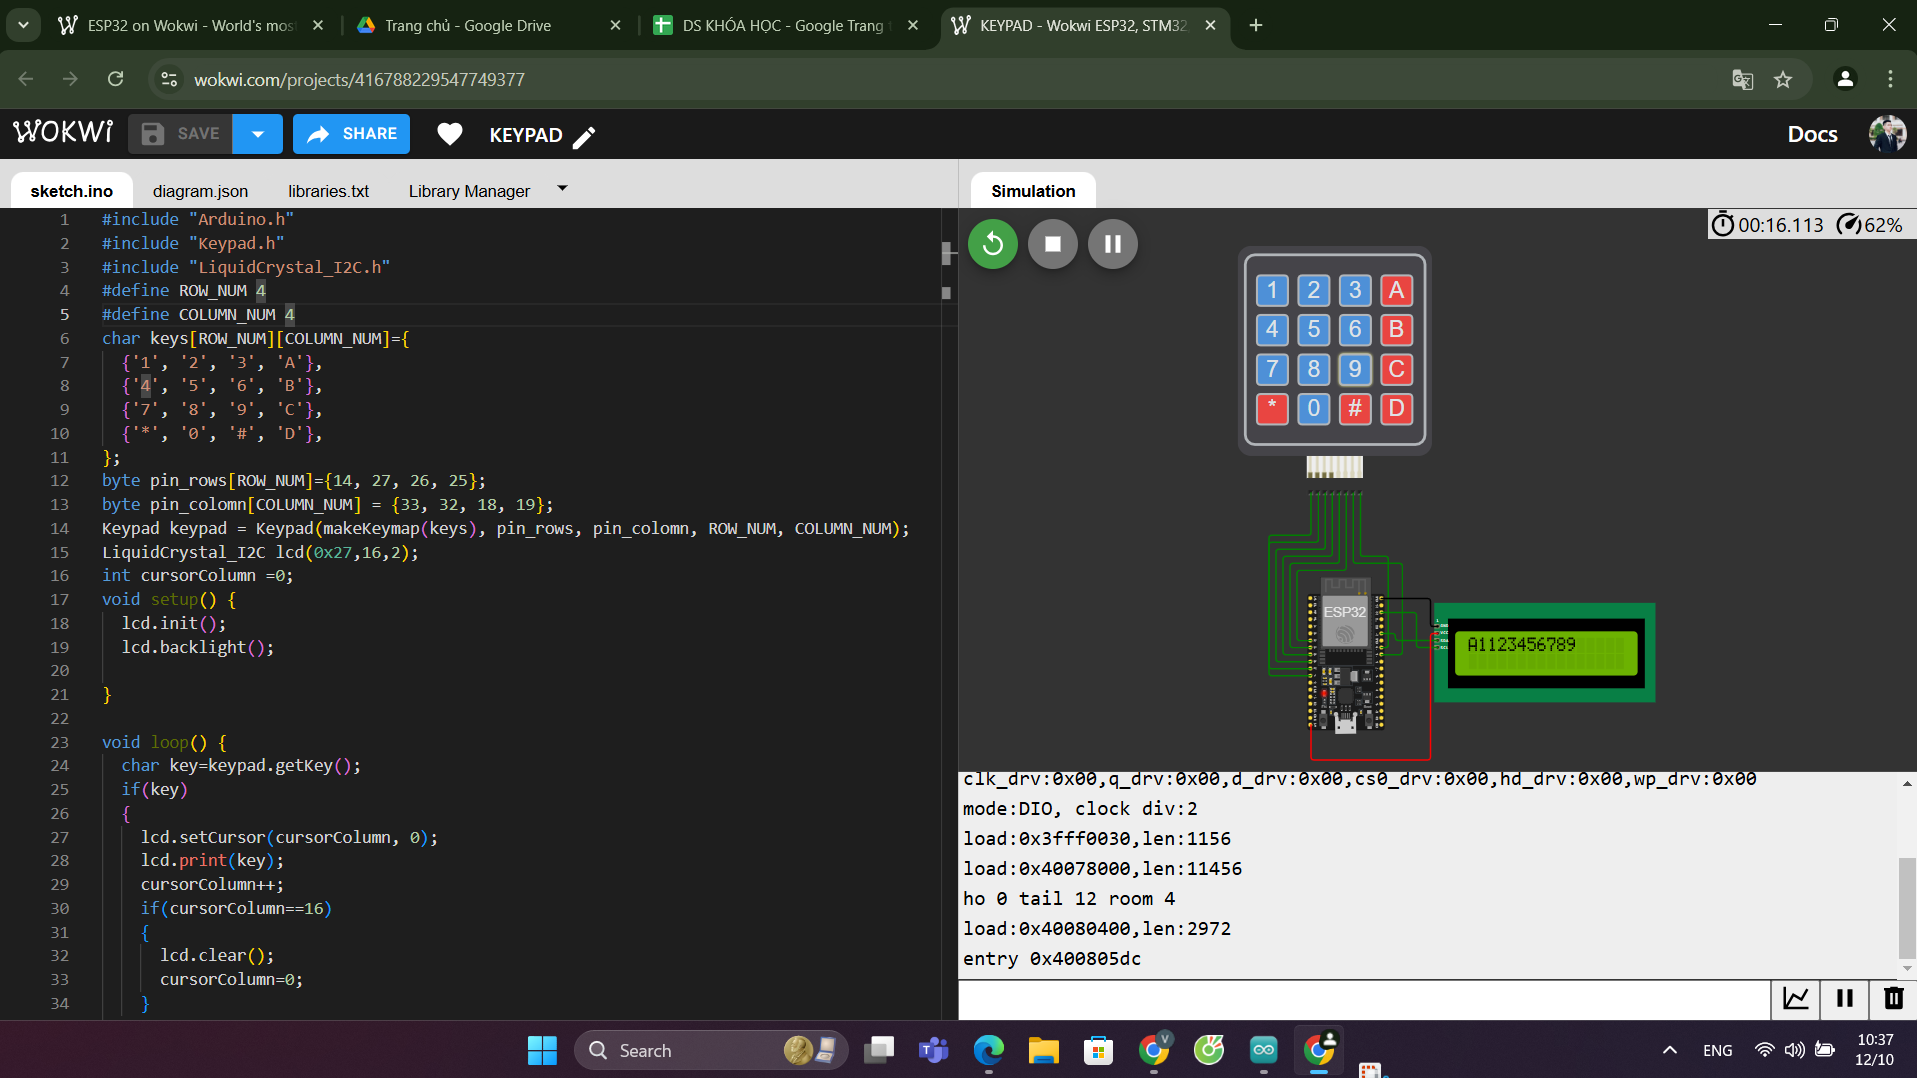 ESP32 on Wokwi - World's mos
Trang chủ - Google Drive
DS KHÓA HỌC - Google Trang t
KEYPAD - Wokwi ESP32, STM32
wokwi.com/projects/416788229547749377
WOKWi
SAVE
SHARE
KEYPAD
Docs
sketch.ino
diagram.json
libraries.txt
Library Manager
Simulation
1 #include "Arduino.h"
2 #include "Keypad.h"
3 #include "LiquidCrystal_I2C.h"
4 #define ROW_NUM 4
5 #define COLUMN_NUM 4
6 char keys[ROW_NUM][COLUMN_NUM]={
7 {'1', '2', '3', 'A'},
8 {'4', '5', '6', 'B'},
9 {'7', '8', '9', 'C'},
10 {'*', '0', '#', 'D'},
11 };
12 byte pin_rows[ROW_NUM]={14, 27, 26, 25};
13 byte pin_colomn[COLUMN_NUM] = {33, 32, 18, 19};
14 Keypad keypad = Keypad(makeKeymap(keys), pin_rows, pin_colomn, ROW_NUM, COLUMN_NUM);
15 LiquidCrystal_I2C lcd(0x27,16,2);
16 int cursorColumn =0;
17 void setup() {
18 lcd.init();
19 lcd.backlight();
20
21 }
22
23 void loop() {
24 char key=keypad.getKey();
25 if(key)
26 {
27 lcd.setCursor(cursorColumn, 0);
28 lcd.print(key);
29 cursorColumn++;
30 if(cursorColumn==16)
31 {
32 lcd.clear();
33 cursorColumn=0;
34 }
00:16.113
62%
1 2 3 A
4 5 6 B
7 8 9 C
* 0 # D
ESP32
A1123456789
clk_drv:0x00,q_drv:0x00,d_drv:0x00,cs0_drv:0x00,hd_drv:0x00,wp_drv:0x00
mode:DIO, clock div:2
load:0x3fff0030,len:1156
load:0x40078000,len:11456
ho 0 tail 12 room 4
load:0x40080400,len:2972
entry 0x400805dc
Search
V
ENG
10:37
12/10